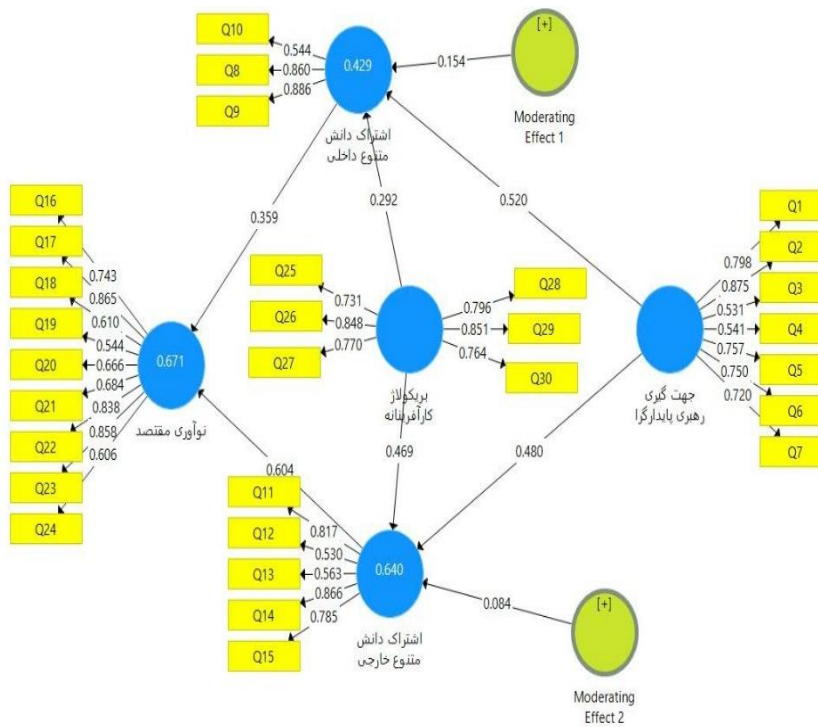 Q10
Q8
Q9
0.544
0.860
0.886
0.429
اشتراک دانش
متنوع داخلی
0.154
[+]
Moderating
Effect 1
0.359
0.292
0.520
Q16
Q17
Q18
Q19
Q20
Q21
Q22
Q23
Q24
0.743
0.865
0.610
0.544
0.666
0.684
0.838
0.858
0.606
0.671
نوآوری مقتصد
Q25
Q26
Q27
0.731
0.848
0.770
0.796
0.851
0.764
Q28
Q29
Q30
بریکولاژ
کارآفرینانه
Q1
Q2
Q3
Q4
Q5
Q6
Q7
0.798
0.875
0.531
0.541
0.757
0.750
0.720
جهت گیری
رهبری پایدارگرا
0.604
0.469
0.480
Q11
Q12
Q13
Q14
Q15
0.817
0.530
0.563
0.866
0.785
0.640
اشتراک دانش
متنوع خارجی
0.084
[+]
Moderating
Effect 2